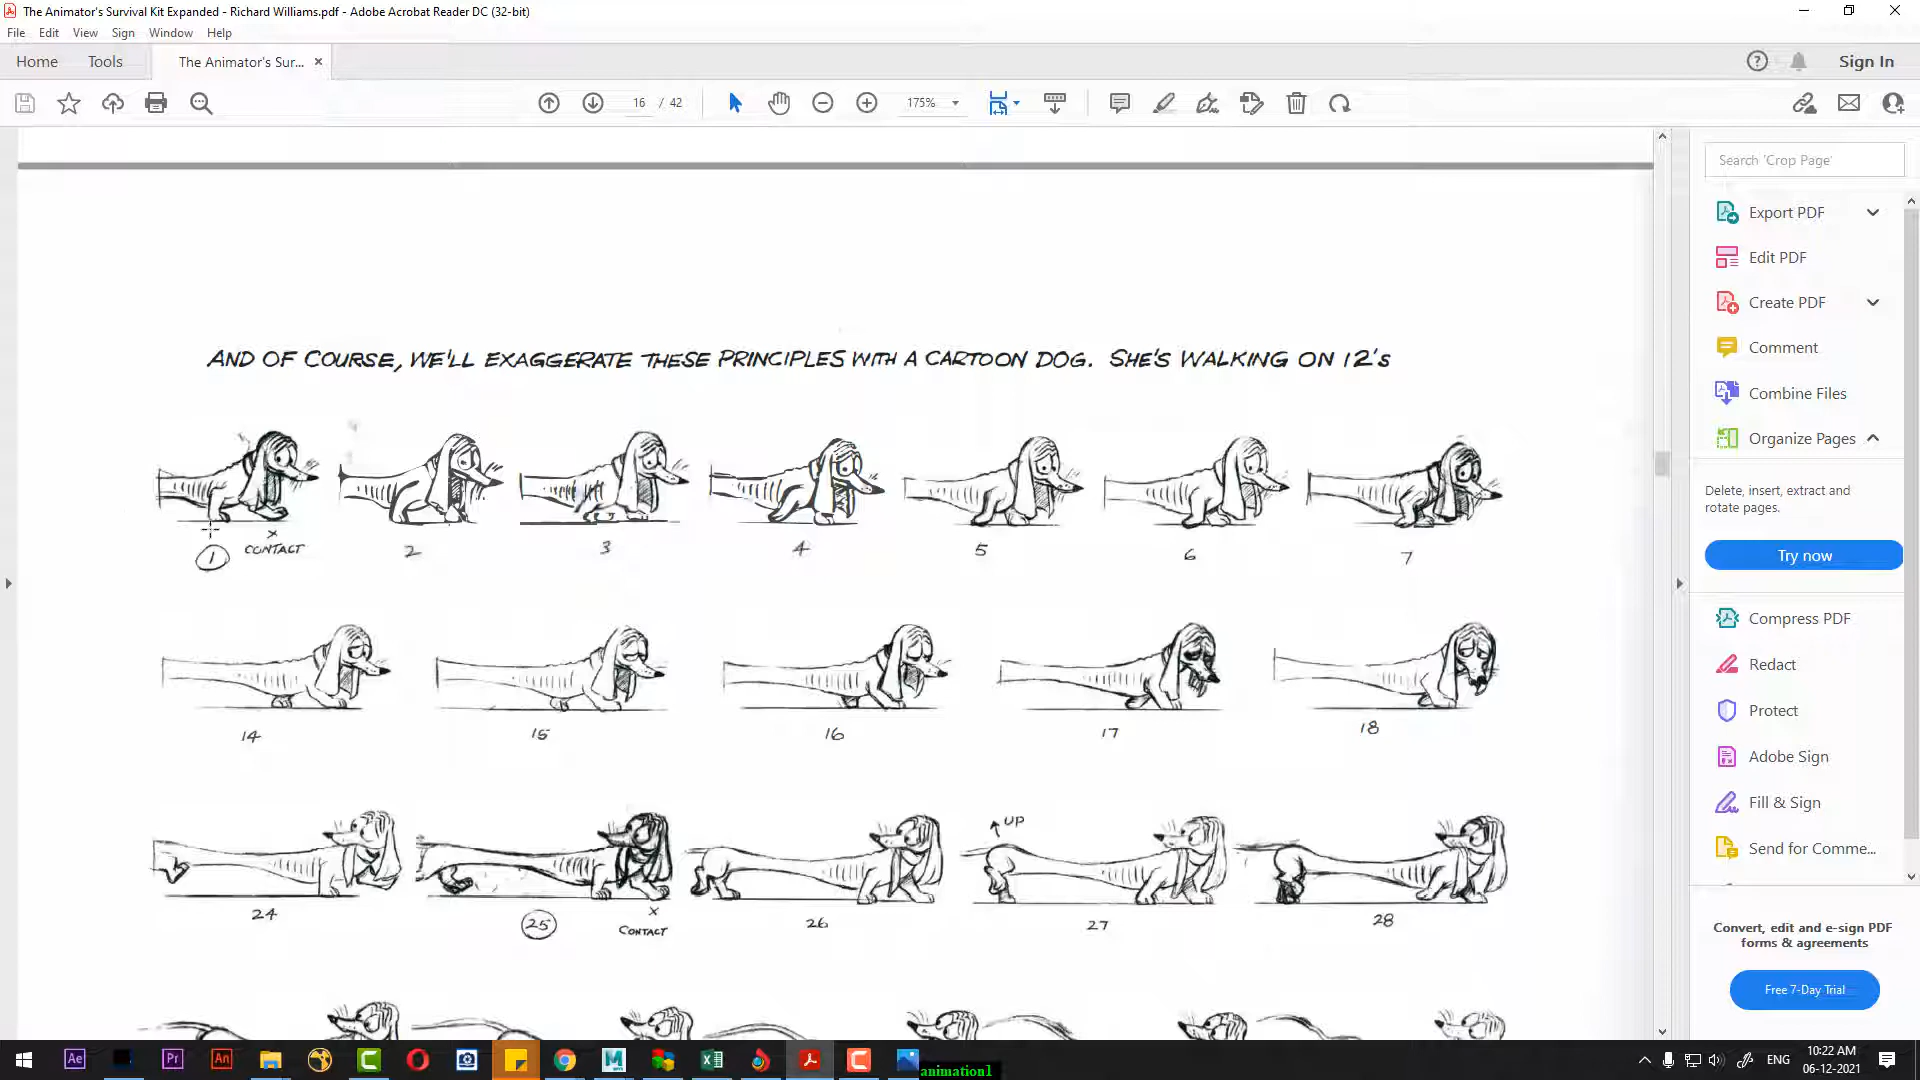 The Animator's Survival Kit Expanded - Richard Williams.pdf - Adobe Acrobat Reader DC (32-bit)
File Edit View Sign Window Help
Home Tools The Animator's Sur... Sign In
16 / 42 175%
Search 'Crop Page'
Export PDF
Edit PDF
Create PDF
Comment
Combine Files
Organize Pages
Delete, insert, extract and
rotate pages.
Try now
Compress PDF
Redact
Protect
Adobe Sign
Fill & Sign
Send for Comme...
Convert, edit and e-sign PDF
forms & agreements
Free 7-Day Trial
AND OF COURSE, WE'LL EXAGGERATE THESE PRINCIPLES WITH A CARTOON DOG. SHE'S WALKING ON 12's
x
1 CONTACT 2 3 4 5 6 7
14 15 16 17 18
↑ UP
24 25 x CONTACT 26 27 28
Ae Pr An
animation1
ENG
10:22 AM
06-12-2021